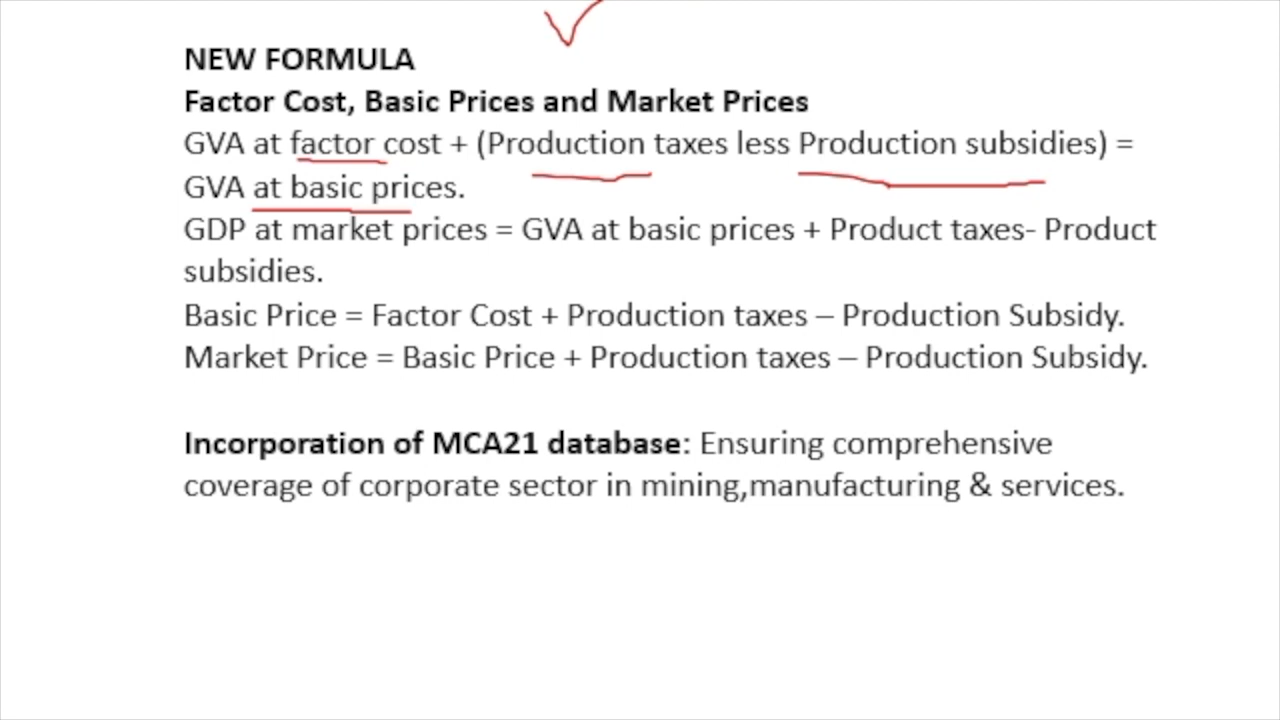 NEW FORMULA
Factor Cost, Basic Prices and Market Prices
GVA at factor cost + (Production taxes less Production subsidies) =
GVA at basic prices.
GDP at market prices = GVA at basic prices + Product taxes- Product
subsidies.
Basic Price = Factor Cost + Production taxes – Production Subsidy.
Market Price = Basic Price + Production taxes – Production Subsidy.
Incorporation of MCA21 database: Ensuring comprehensive
coverage of corporate sector in mining,manufacturing & services.